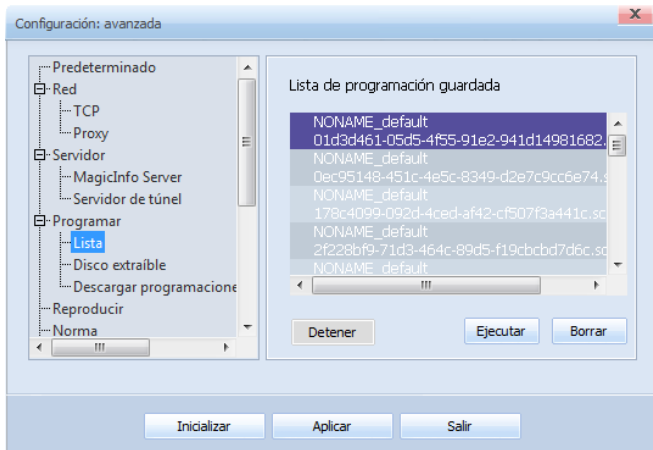 Configuración: avanzada
Predeterminado
Red
TCP
Proxy
Servidor
MagicInfo Server
Servidor de túnel
Programar
Lista
Disco extraíble
Descargar programacione
Reproducir
Norma
Lista de programación guardada
NONAME_default
01d3d461-05d5-4f55-91e2-941d14981682.
NONAME_default
0ec95148-451c-4e5c-8349-d2e7c9cc6e74.s
NONAME_default
178c4099-092d-4ced-af42-cf507f3a441c.sc
NONAME_default
2f228bf9-71d3-464c-89d5-f19cbcbd7d6c.sc
NONAME_default
Detener
Ejecutar
Borrar
Inicializar
Aplicar
Salir